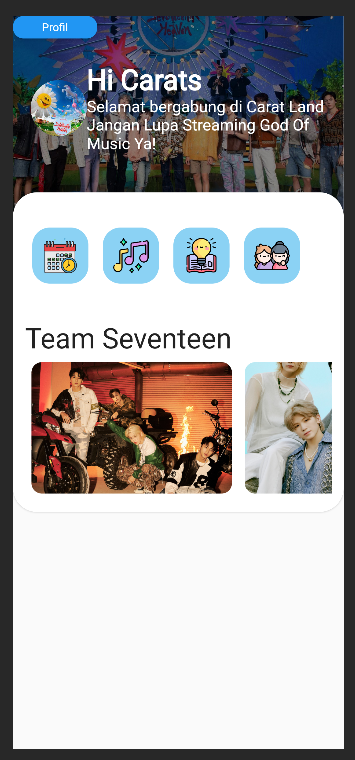 Profil
Hi Carats
Selamat bergabung di Carat Land
Jangan Lupa Streaming God Of
Music Ya!
Team Seventeen